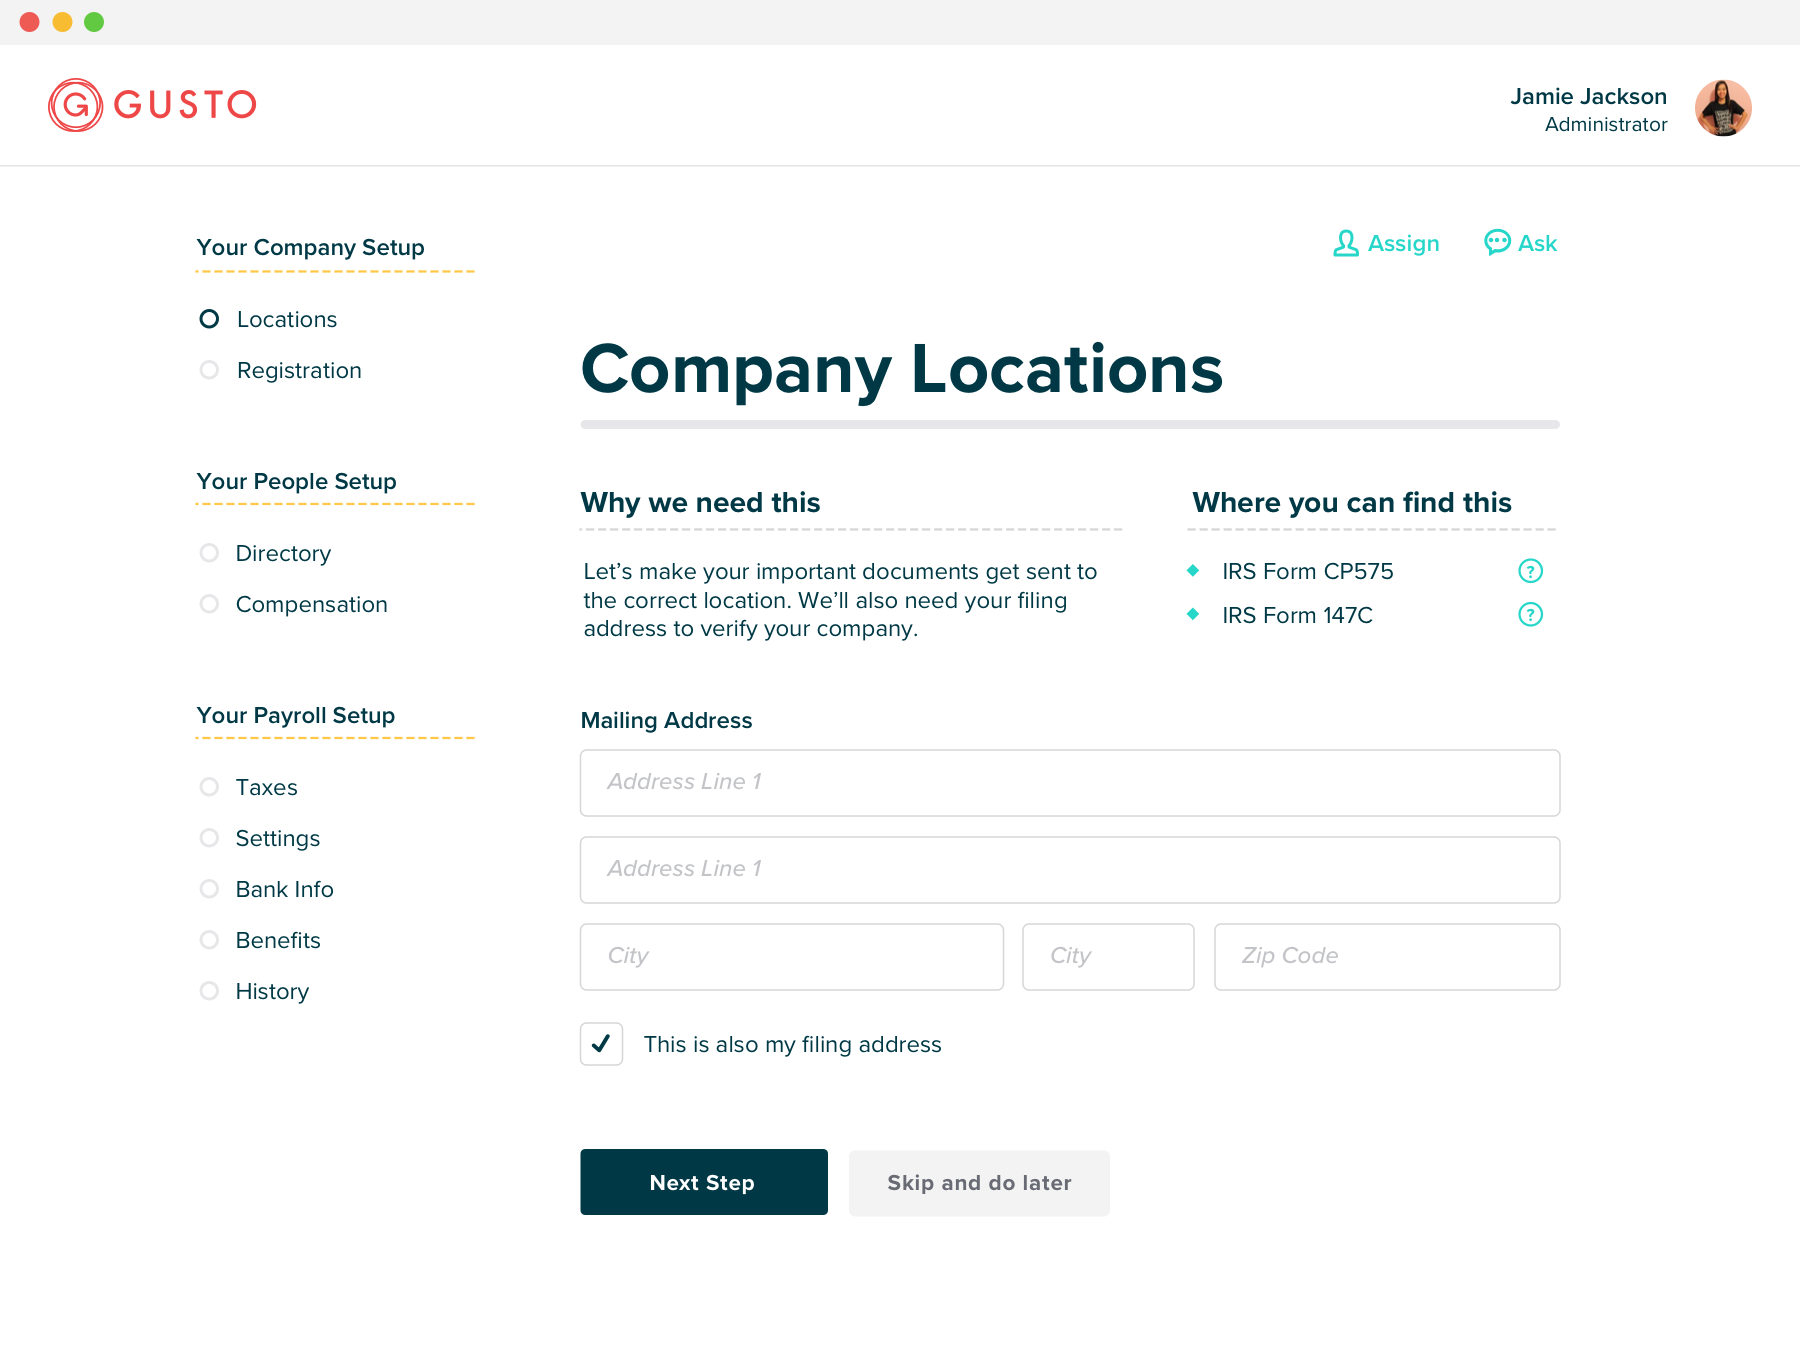 GUSTO
Jamie Jackson
Administrator
Your Company Setup
Locations
Registration
Your People Setup
Directory
Compensation
Your Payroll Setup
Taxes
Settings
Bank Info
Benefits
History
Assign
Ask
Company Locations
Why we need this
Let’s make your important documents get sent to
the correct location. We’ll also need your filing
address to verify your company.
Where you can find this
IRS Form CP575 ?
IRS Form 147C ?
Mailing Address
Address Line 1
Address Line 1
City City Zip Code
This is also my filing address
Next Step Skip and do later